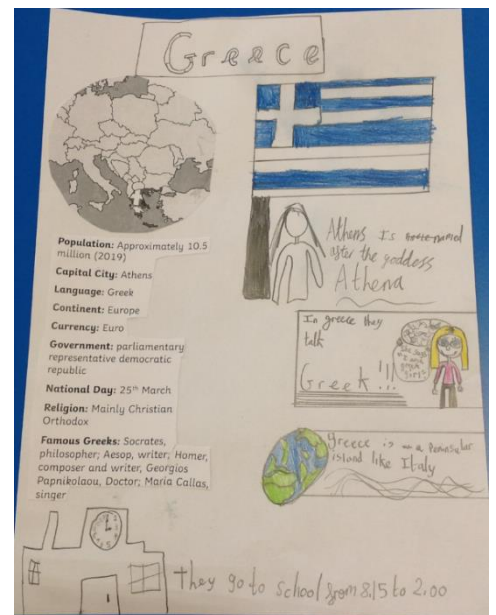 Greece
Population: Approximately 10.5
million (2019)
Capital City: Athens
Language: Greek
Continent: Europe
Currency: Euro
Government: parliamentary
representative democratic
republic
National Day: 25th March
Religion: Mainly Christian
Orthodox
Famous Greeks: Socrates,
philosopher; Aesop, writer; Homer,
composer and writer, Georgios
Papnikolaou, Doctor; Maria Callas,
singer
Athens Is named
after the goddess
Athena
In greece they
talk
Greek!!!
greece is a Peninsular
island like Italy
They go to school from 8:15 to 2:00